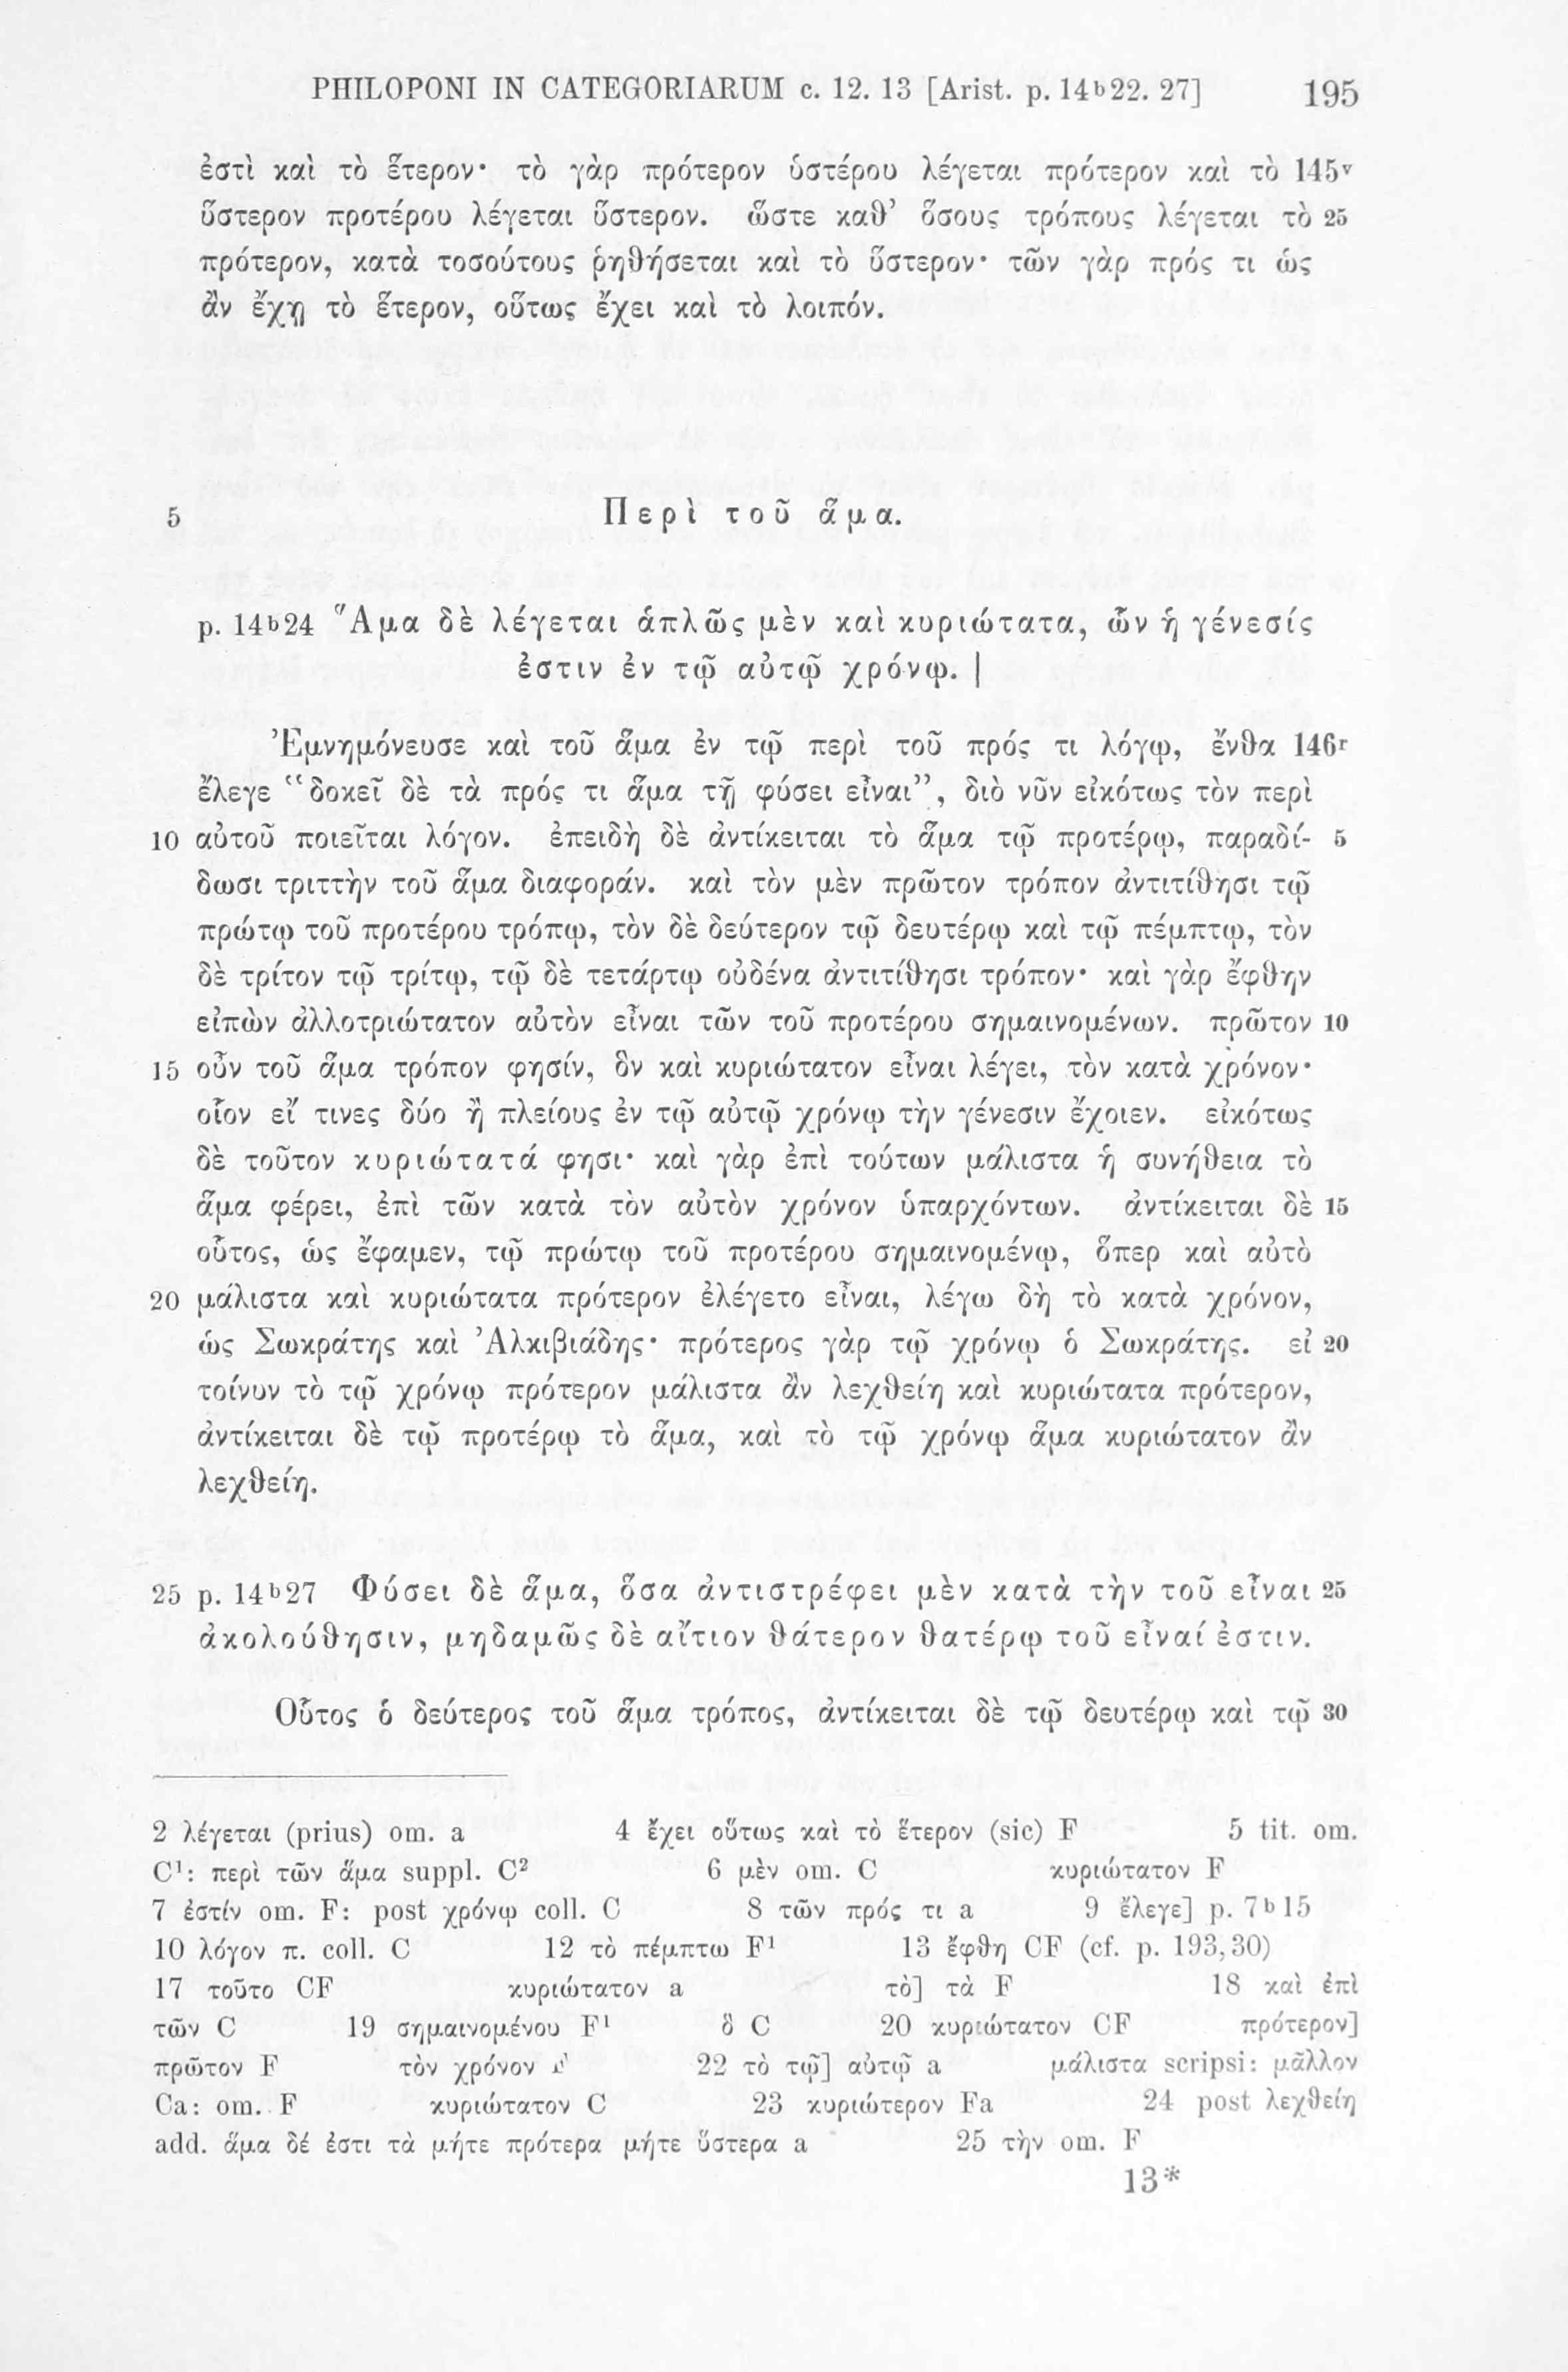 PHILOPONI IN CATEGORIARUM c. 12. 13 [Arist. p. 14ᵇ22. 27] 195
ἐστὶ καὶ τὸ ἕτερον· τὸ γὰρ πρότερον ὑστέρου λέγεται πρότερον καὶ τὸ 145ᵛ
ὕστερον προτέρου λέγεται ὕστερον. ὥστε καθ’ ὅσους τρόπους λέγεται τὸ 25
πρότερον, κατὰ τοσούτους ῥηθήσεται καὶ τὸ ὕστερον· τῶν γὰρ πρός τι ὡς
ἂν ἔχῃ τὸ ἕτερον, οὕτως ἔχει καὶ τὸ λοιπόν.
5 Περὶ τοῦ ἅμα.
p. 14ᵇ24 Ἅμα δὲ λέγεται ἁπλῶς μὲν καὶ κυριώτατα, ὧν ἡ γένεσίς
ἐστιν ἐν τῷ αὐτῷ χρόνῳ. |
Ἐμνημόνευσε καὶ τοῦ ἅμα ἐν τῷ περὶ τοῦ πρός τι λόγῳ, ἔνθα 146ʳ
ἔλεγε “δοκεῖ δὲ τὰ πρός τι ἅμα τῇ φύσει εἶναι”, διὸ νῦν εἰκότως τὸν περὶ
10 αὐτοῦ ποιεῖται λόγον. ἐπειδὴ δὲ ἀντίκειται τὸ ἅμα τῷ προτέρῳ, παραδί- 5
δωσι τριττὴν τοῦ ἅμα διαφοράν. καὶ τὸν μὲν πρῶτον τρόπον ἀντιτίθησι τῷ
πρώτῳ τοῦ προτέρου τρόπῳ, τὸν δὲ δεύτερον τῷ δευτέρῳ καὶ τῷ πέμπτῳ, τὸν
δὲ τρίτον τῷ τρίτῳ, τῷ δὲ τετάρτῳ οὐδένα ἀντιτίθησι τρόπον· καὶ γὰρ ἔφθην
εἰπὼν ἀλλοτριώτατον αὐτὸν εἶναι τῶν τοῦ προτέρου σημαινομένων. πρῶτον 10
15 οὖν τοῦ ἅμα τρόπον φησίν, ὃν καὶ κυριώτατον εἶναι λέγει, τὸν κατὰ χρόνον·
οἷον εἴ τινες δύο ἢ πλείους ἐν τῷ αὐτῷ χρόνῳ τὴν γένεσιν ἔχοιεν. εἰκότως
δὲ τοῦτον κυριώτατά φησι· καὶ γὰρ ἐπὶ τούτων μάλιστα ἡ συνήθεια τὸ
ἅμα φέρει, ἐπὶ τῶν κατὰ τὸν αὐτὸν χρόνον ὑπαρχόντων. ἀντίκειται δὲ 15
οὗτος, ὡς ἔφαμεν, τῷ πρώτῳ τοῦ προτέρου σημαινομένῳ, ὅπερ καὶ αὐτὸ
20 μάλιστα καὶ κυριώτατα πρότερον ἐλέγετο εἶναι, λέγω δὴ τὸ κατὰ χρόνον,
ὡς Σωκράτης καὶ Ἀλκιβιάδης· πρότερος γὰρ τῷ χρόνῳ ὁ Σωκράτης. εἰ 20
τοίνυν τὸ τῷ χρόνῳ πρότερον μάλιστα ἂν λεχθείη καὶ κυριώτατα πρότερον,
ἀντίκειται δὲ τῷ προτέρῳ τὸ ἅμα, καὶ τὸ τῷ χρόνῳ ἅμα κυριώτατον ἂν
λεχθείη.
25 p. 14ᵇ27 Φύσει δὲ ἅμα, ὅσα ἀντιστρέφει μὲν κατὰ τὴν τοῦ εἶναι 25
ἀκολούθησιν, μηδαμῶς δὲ αἴτιον θάτερον θατέρῳ τοῦ εἶναί ἐστιν.
Οὗτος ὁ δεύτερος τοῦ ἅμα τρόπος, ἀντίκειται δὲ τῷ δευτέρῳ καὶ τῷ 30
2 λέγεται (prius) om. a 4 ἔχει οὕτως καὶ τὸ ἕτερον (sic) F 5 tit. om.
C¹: περὶ τῶν ἅμα suppl. C² 6 μὲν om. C κυριώτατον F
7 ἐστίν om. F: post χρόνῳ coll. C 8 τῶν πρός τι a 9 ἔλεγε] p. 7ᵇ15
10 λόγον π. coll. C 12 τὸ πέμπτω F¹ 13 ἔφθη CF (cf. p. 193,30)
17 τοῦτο CF κυριώτατον a τὸ] τὰ F 18 καὶ ἐπὶ
τῶν C 19 σημαινομένου F¹ ὃ C 20 κυριώτατον CF πρότερον]
πρῶτον F τὸν χρόνον F 22 τὸ τῷ] αὐτῷ a μάλιστα scripsi: μᾶλλον
Ca: om. F κυριώτατον C 23 κυριώτερον Fa 24 post λεχθείη
add. ἅμα δέ ἐστι τὰ μήτε πρότερα μήτε ὕστερα a 25 τὴν om. F
13*